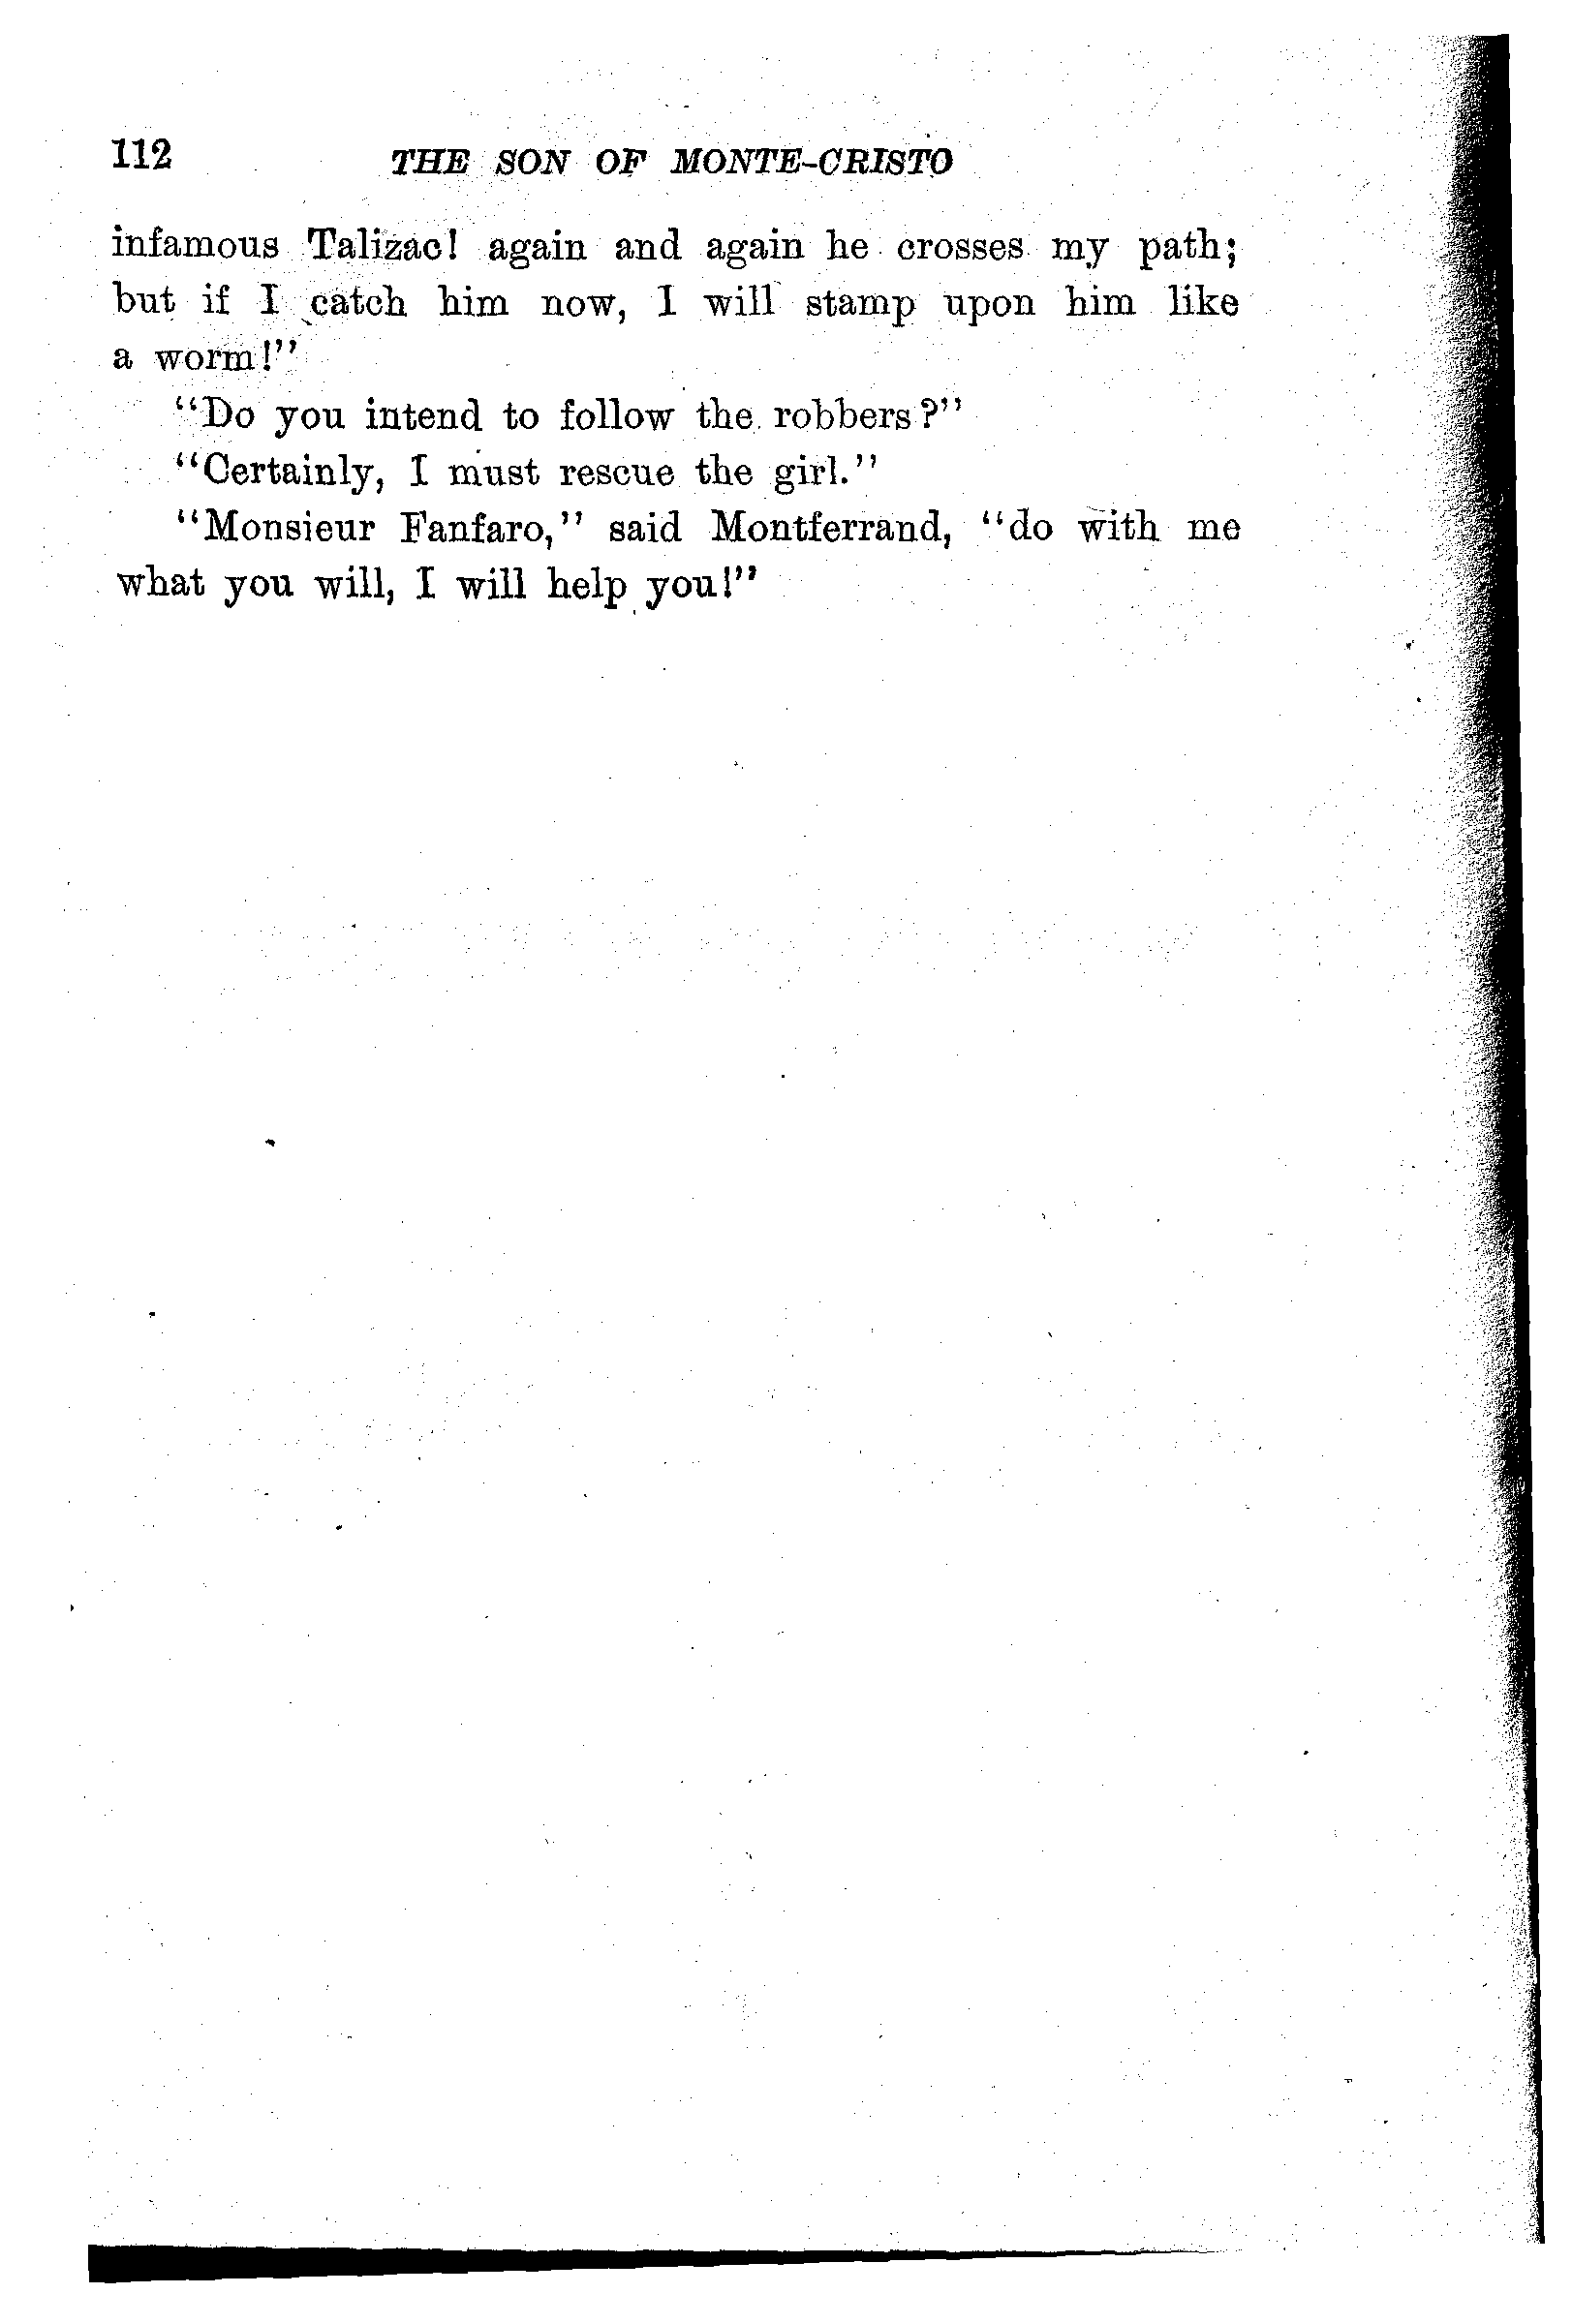 112 THE SON OF MONTE-CRISTO
infamous Talizac! again and again he crosses my path;
but if I catch him now, I will stamp upon him like
a worm!"
"Do you intend to follow the robbers?"
"Certainly, I must rescue the girl."
"Monsieur Fanfaro," said Montferrand, "do with me
what you will, I will help you!"